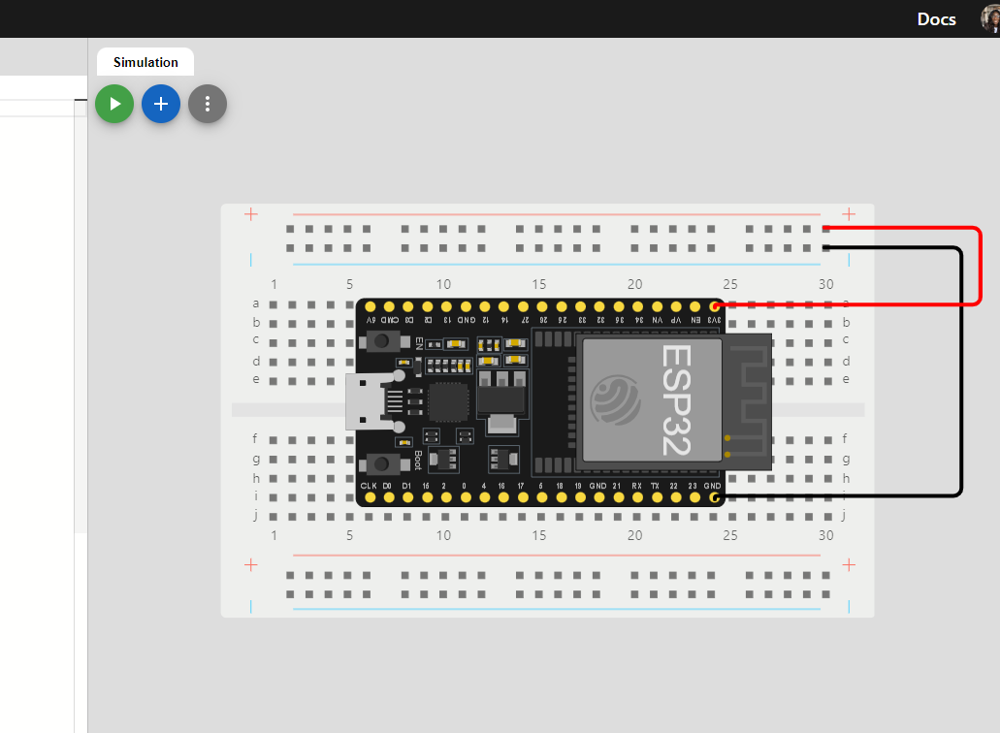 Docs
Simulation
1 5 10 15 20 25 30
a a
b b
c c
d d
e e
5V CMD D3 D2 13 GND 12 14 27 26 25 33 32 35 34 VN VP EN 3V3
EN
ESP32
Boot
CLK D0 D1 15 2 0 4 16 17 5 18 19 GND 21 RX TX 22 23 GND
f f
g g
h h
i i
j j
1 5 10 15 20 25 30